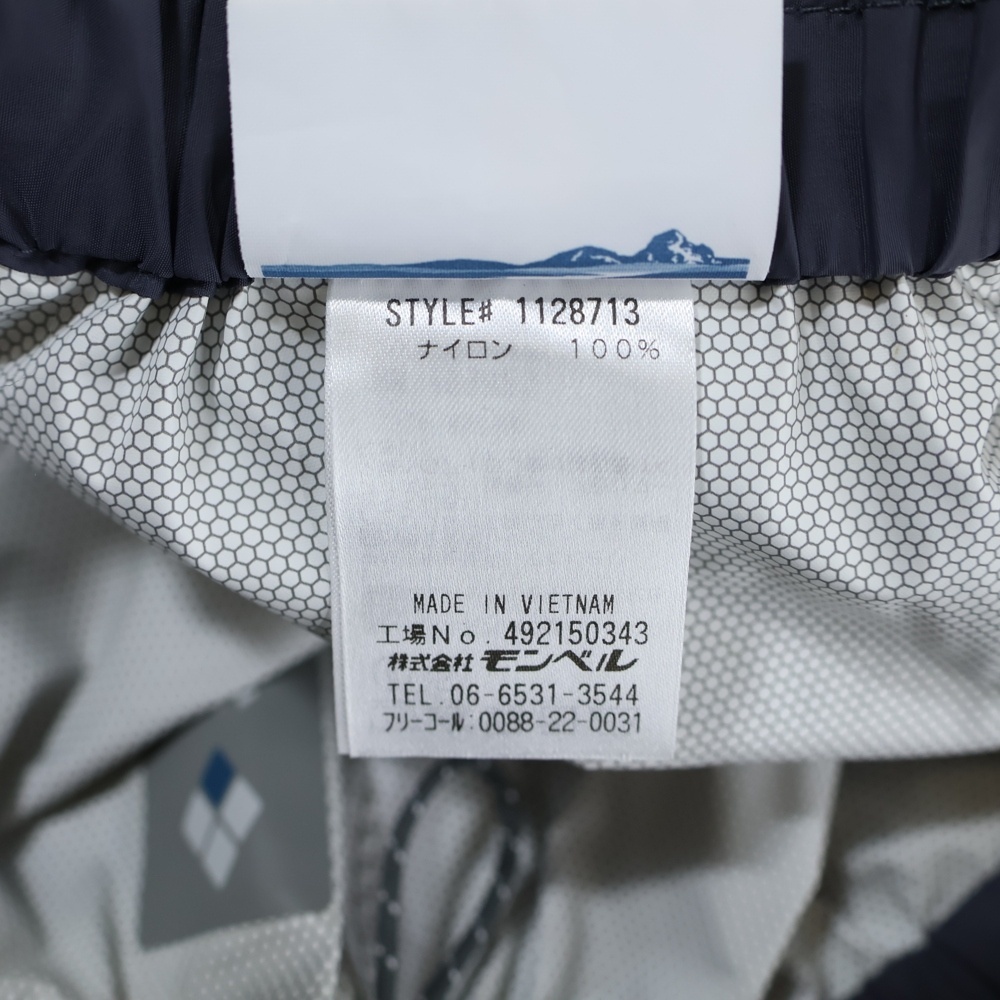 STYLE# 1128713
ナイロン 100%
MADE IN VIETNAM
工場No. 492150343
株式会社 モンベル
TEL. 06-6531-3544
フリーコール:0088-22-0031